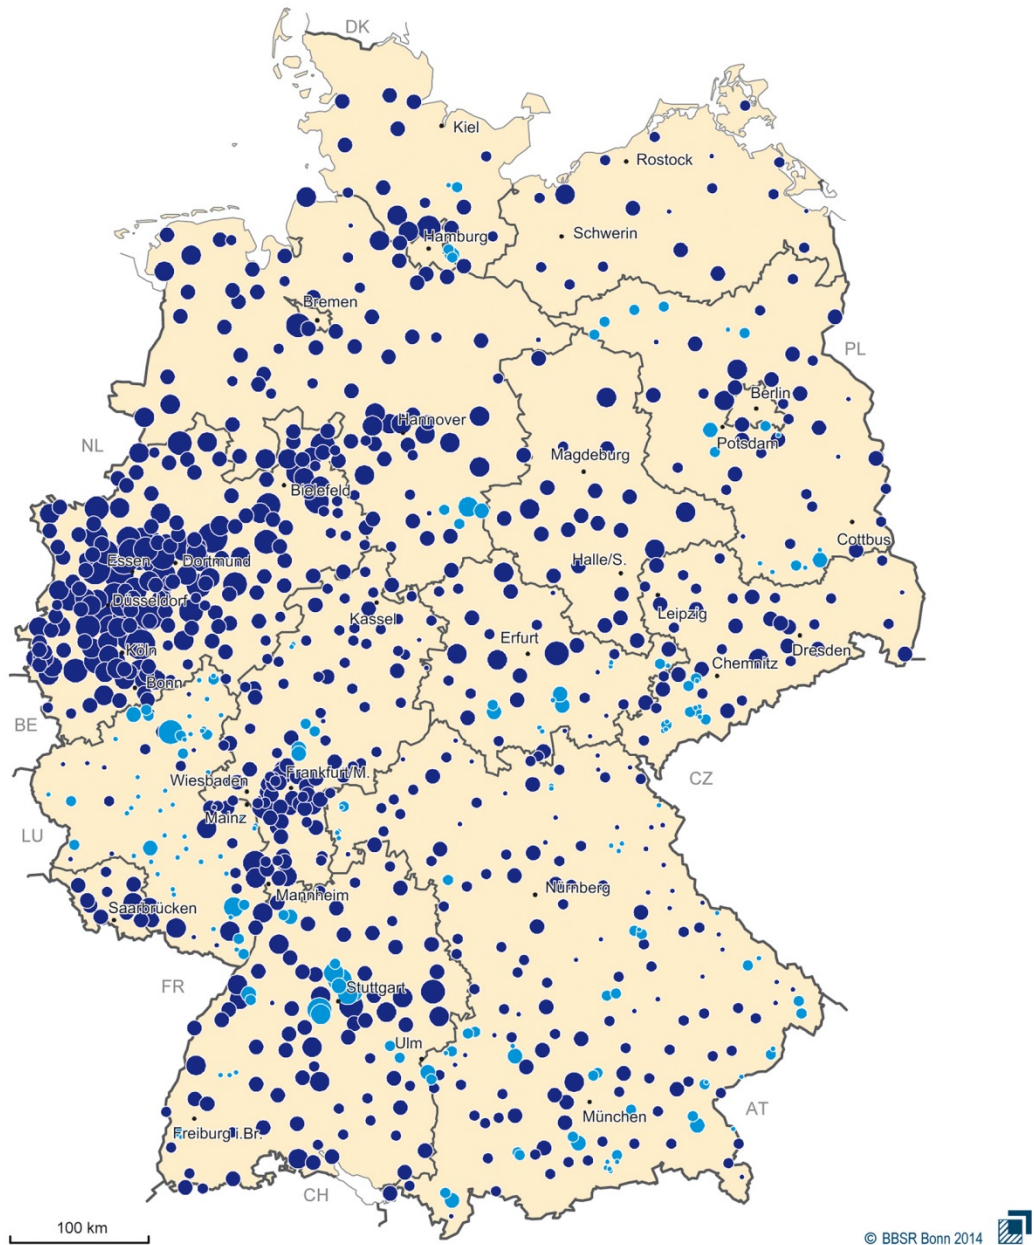 DK
Kiel
Rostock
Hamburg
Schwerin
Bremen
PL
Berlin
Hannover
NL
Potsdam
Magdeburg
Bielefeld
Cottbus
Essen
Dortmund
Halle/S.
Düsseldorf
Leipzig
Kassel
Erfurt
Dresden
Köln
Chemnitz
Bonn
BE
Wiesbaden
Frankfurt/M.
CZ
Mainz
LU
Nürnberg
Mannheim
Saarbrücken
FR
Stuttgart
Ulm
AT
München
Freiburg i.Br.
CH
100 km
© BBSR Bonn 2014